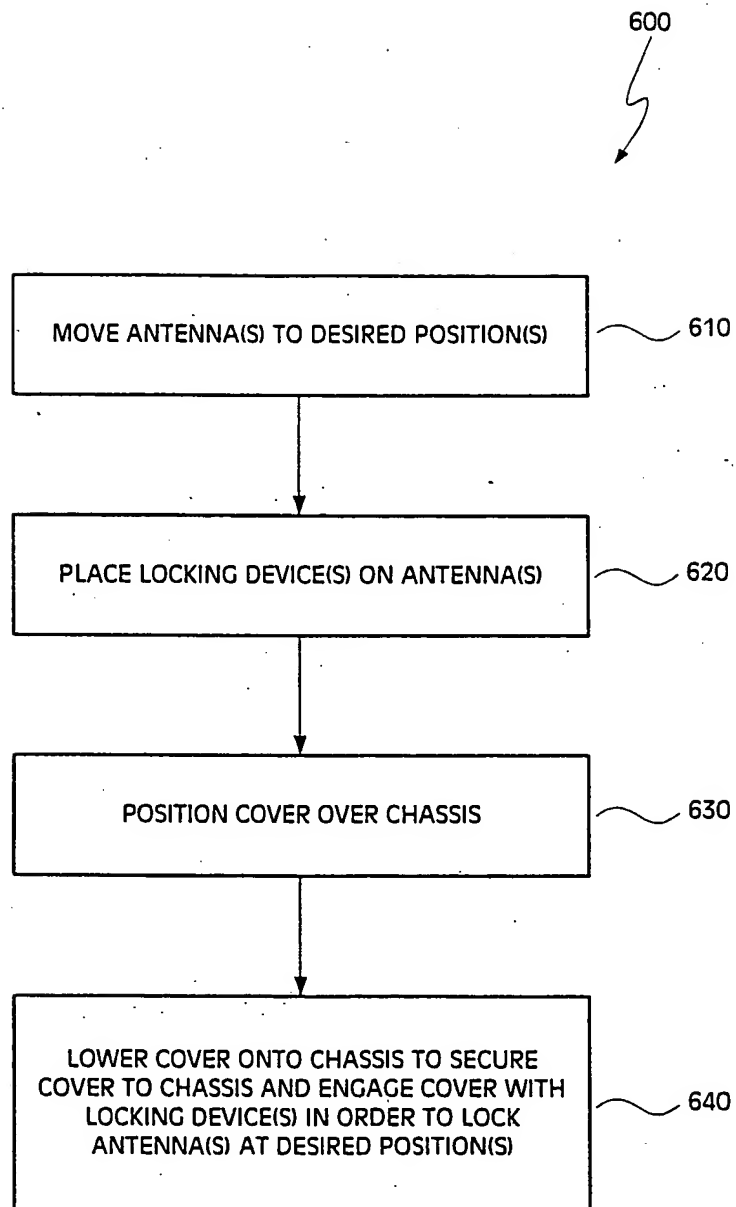 600
MOVE ANTENNA(S) TO DESIRED POSITION(S)
610
PLACE LOCKING DEVICE(S) ON ANTENNA(S)
620
POSITION COVER OVER CHASSIS
630
LOWER COVER ONTO CHASSIS TO SECURE
COVER TO CHASSIS AND ENGAGE COVER WITH
LOCKING DEVICE(S) IN ORDER TO LOCK
ANTENNA(S) AT DESIRED POSITION(S)
640